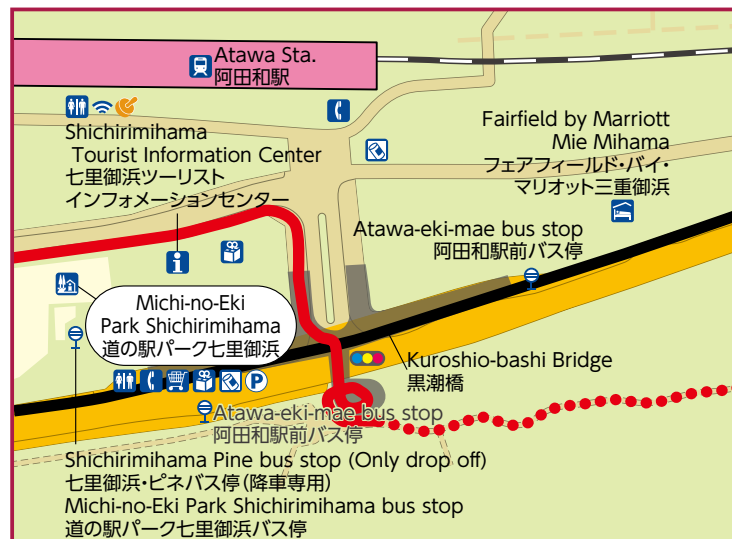 Atawa Sta.
阿田和駅
Shichirimihama
Tourist Information Center
七里御浜ツーリスト
インフォメーションセンター
Fairfield by Marriott
Mie Mihama
フェアフィールド・バイ・
マリオット三重御浜
Atawa-eki-mae bus stop
阿田和駅前バス停
Michi-no-Eki
Park Shichirimihama
道の駅パーク七里御浜
P
Kuroshio-bashi Bridge
黒潮橋
Atawa-eki-mae bus stop
阿田和駅前バス停
Shichirimihama Pine bus stop (Only drop off)
七里御浜・ピネバス停(降車専用)
Michi-no-Eki Park Shichirimihama bus stop
道の駅パーク七里御浜バス停